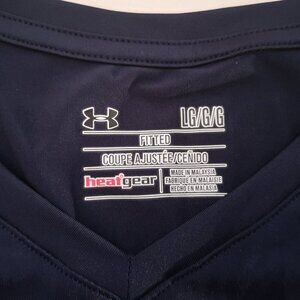 LG/G/G
FITTED
COUPE AJUSTÉE/CEÑIDO
heatgear
MADE IN MALAYSIA
FABRIQUÉ EN MALAISIE
HECHO EN MALASIA